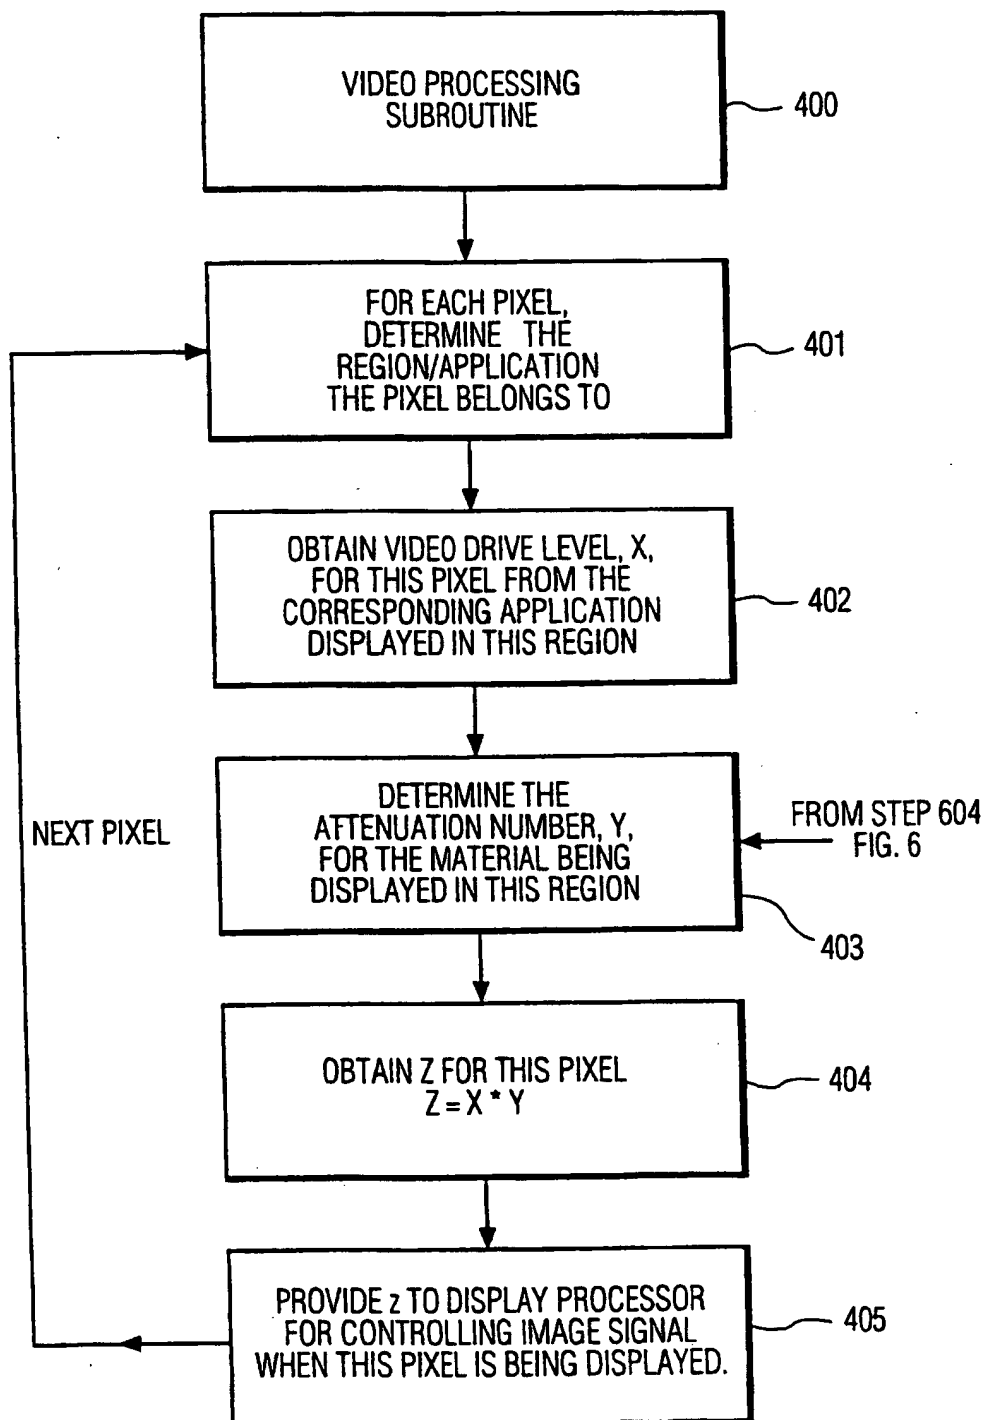 VIDEO PROCESSING
SUBROUTINE
400
FOR EACH PIXEL,
DETERMINE THE
REGION/APPLICATION
THE PIXEL BELONGS TO
401
OBTAIN VIDEO DRIVE LEVEL, X,
FOR THIS PIXEL FROM THE
CORRESPONDING APPLICATION
DISPLAYED IN THIS REGION
402
DETERMINE THE
ATTENUATION NUMBER, Y,
FOR THE MATERIAL BEING
DISPLAYED IN THIS REGION
FROM STEP 604
FIG. 6
403
NEXT PIXEL
OBTAIN Z FOR THIS PIXEL
Z = X * Y
404
PROVIDE z TO DISPLAY PROCESSOR
FOR CONTROLLING IMAGE SIGNAL
WHEN THIS PIXEL IS BEING DISPLAYED.
405